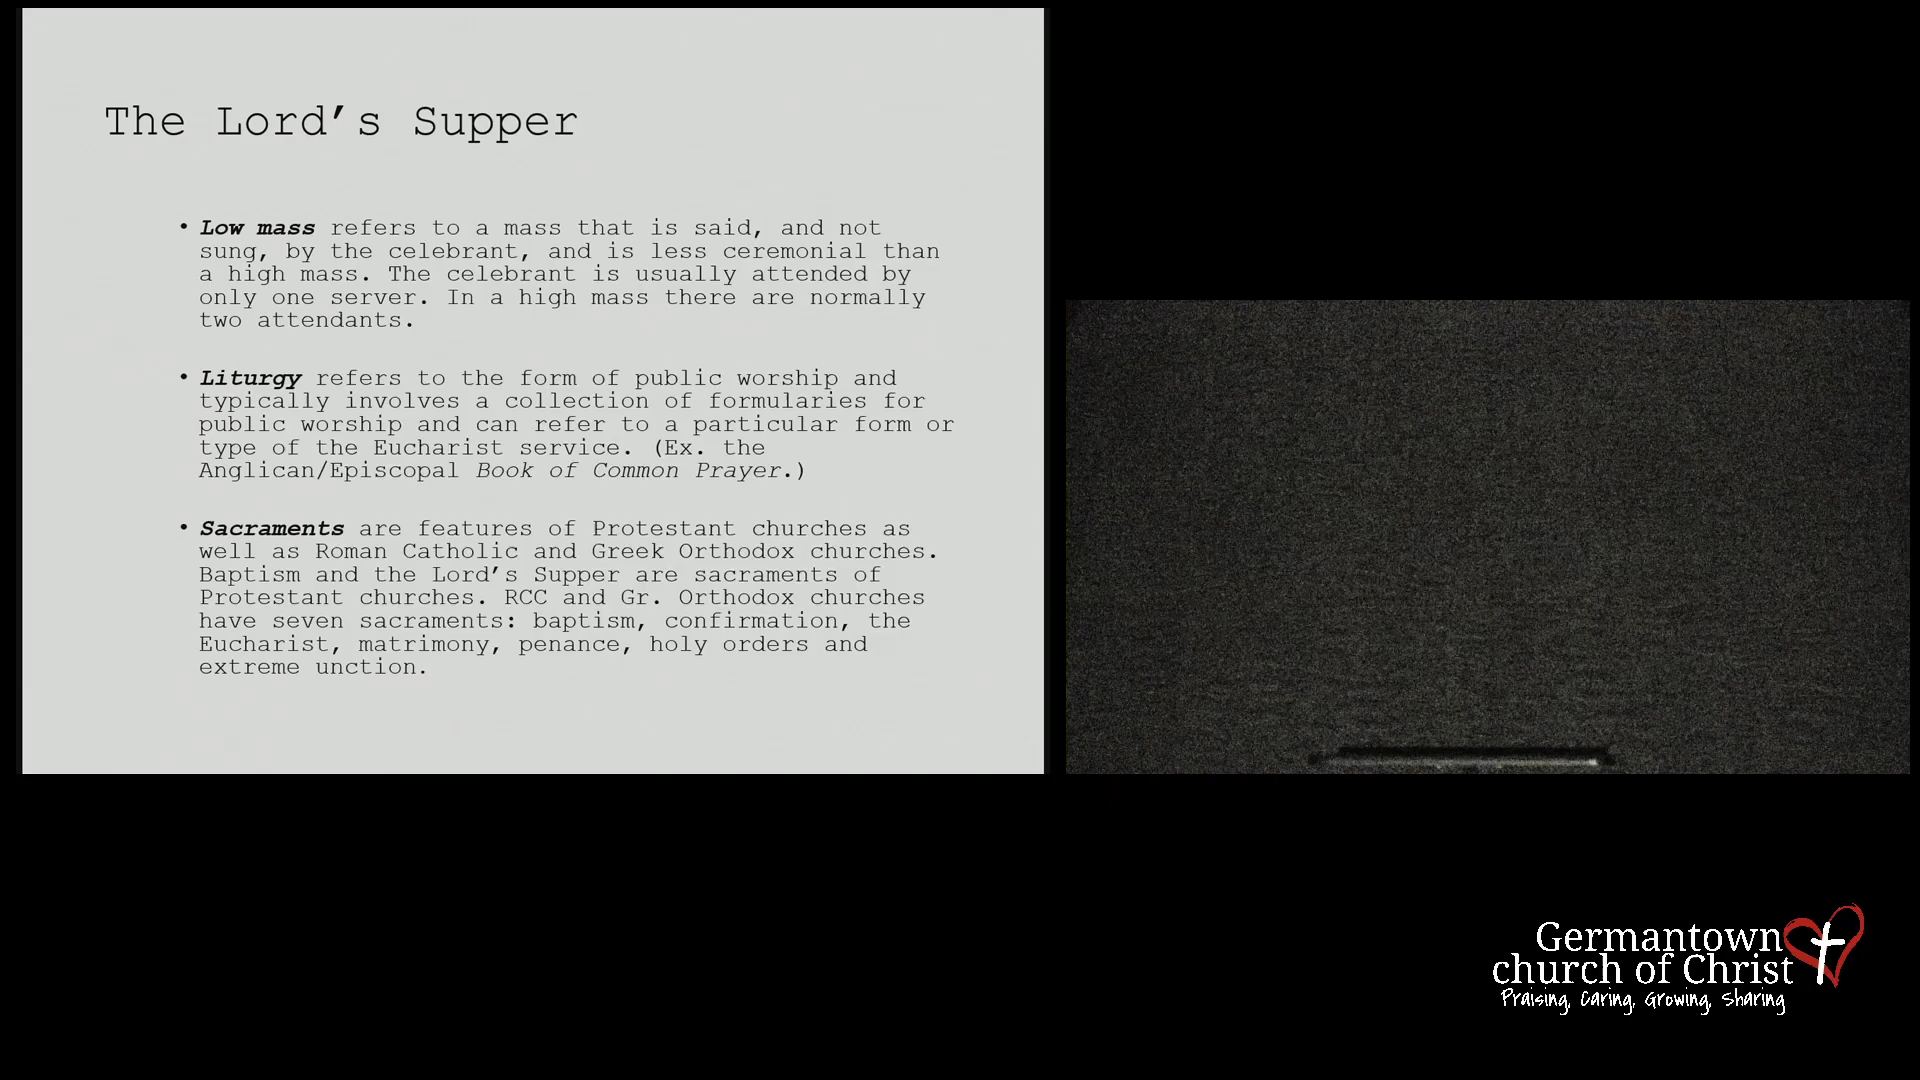 The Lord’s Supper
• Low mass refers to a mass that is said, and not
sung, by the celebrant, and is less ceremonial than
a high mass. The celebrant is usually attended by
only one server. In a high mass there are normally
two attendants.
• Liturgy refers to the form of public worship and
typically involves a collection of formularies for
public worship and can refer to a particular form or
type of the Eucharist service. (Ex. the
Anglican/Episcopal Book of Common Prayer.)
• Sacraments are features of Protestant churches as
well as Roman Catholic and Greek Orthodox churches.
Baptism and the Lord’s Supper are sacraments of
Protestant churches. RCC and Gr. Orthodox churches
have seven sacraments: baptism, confirmation, the
Eucharist, matrimony, penance, holy orders and
extreme unction.
Germantown
church of Christ
Praising, Caring, Growing, Sharing